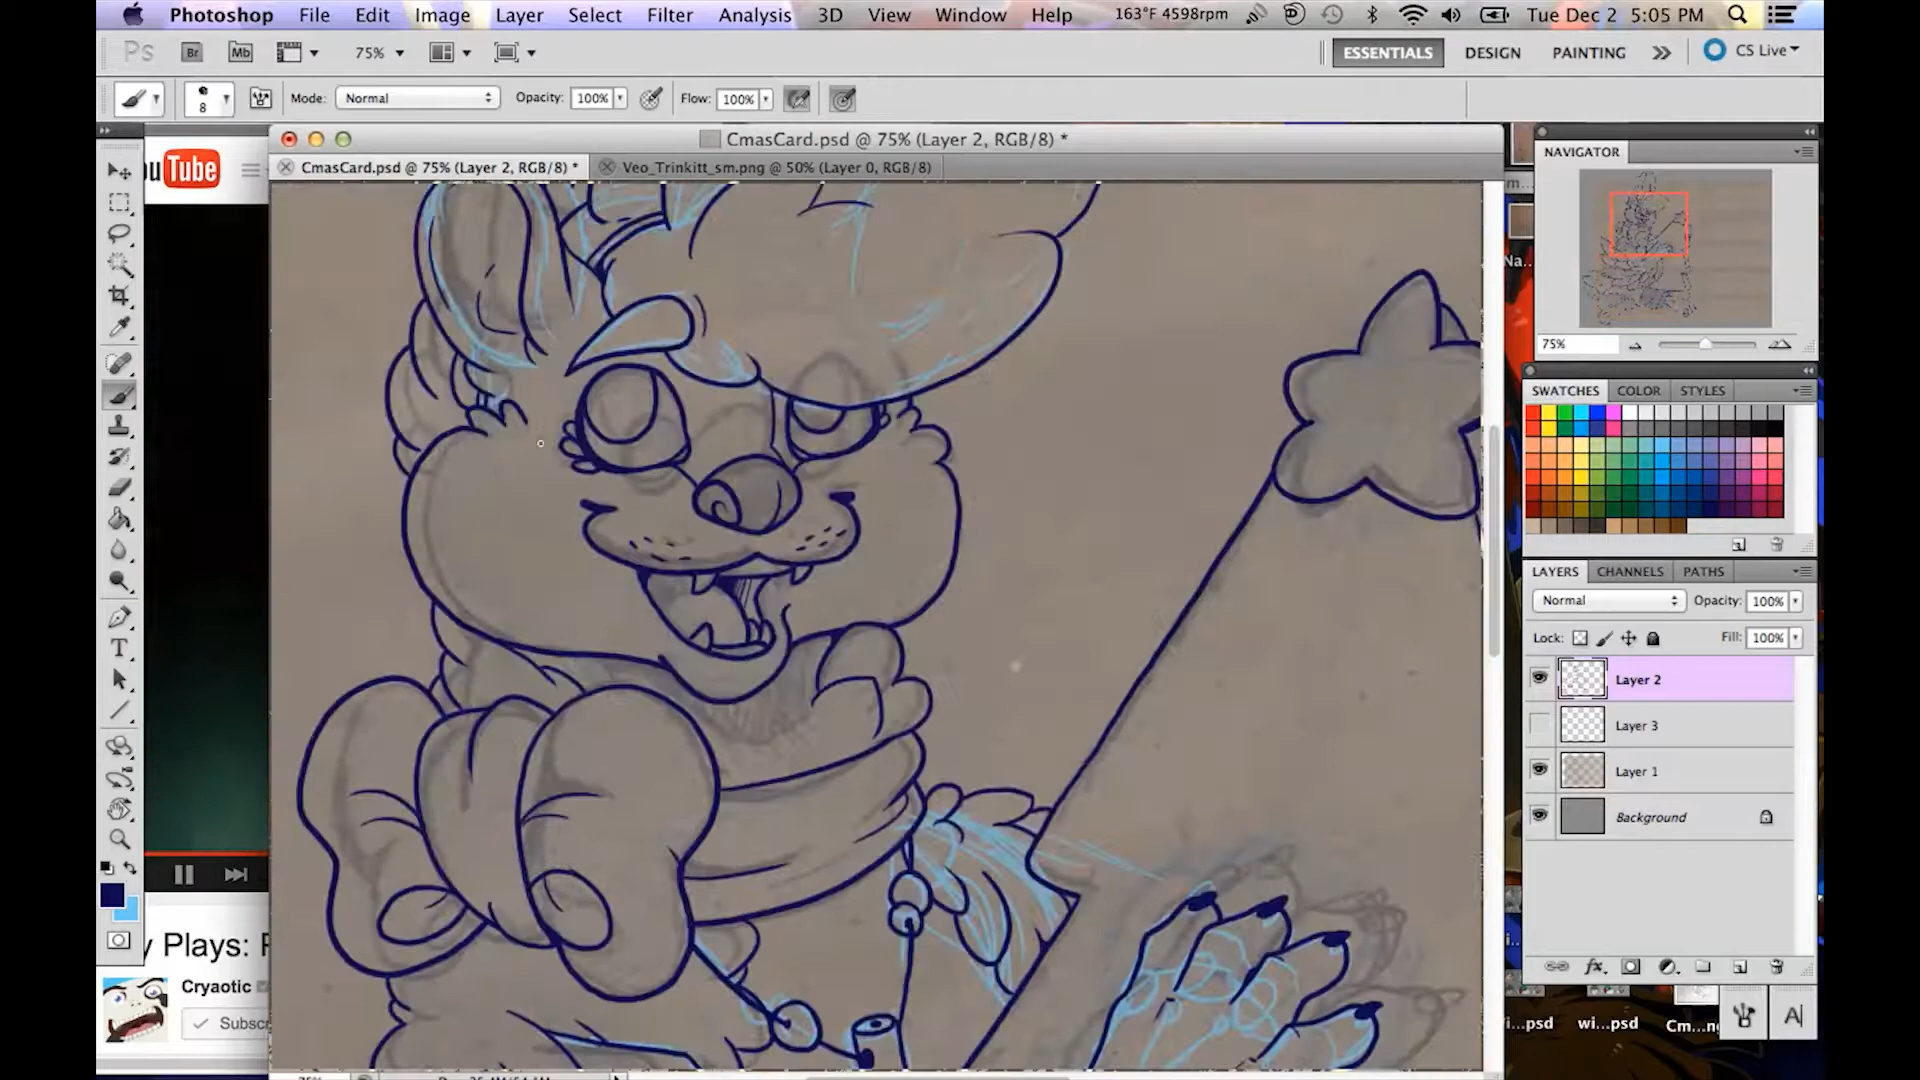 Photoshop File Edit Image Layer Select Filter Analysis 3D View Window Help 163°F 4598rpm Tue Dec 2 5:05 PM
Ps Br Mb 75% ESSENTIALS DESIGN PAINTING CS Live
8 Mode: Normal Opacity: 100% Flow: 100%
CmasCard.psd @ 75% (Layer 2, RGB/8) *
CmasCard.psd @ 75% (Layer 2, RGB/8) * Veo_Trinkitt_sm.png @ 50% (Layer 0, RGB/8)
ou Tube
NAVIGATOR
75%
SWATCHES COLOR STYLES
LAYERS CHANNELS PATHS
Normal Opacity: 100%
Lock: Fill: 100%
Layer 2
Layer 3
Layer 1
Background
T
y Plays:
Cryaotic
Subsc
i...psd wi...psd Cm...ng
A